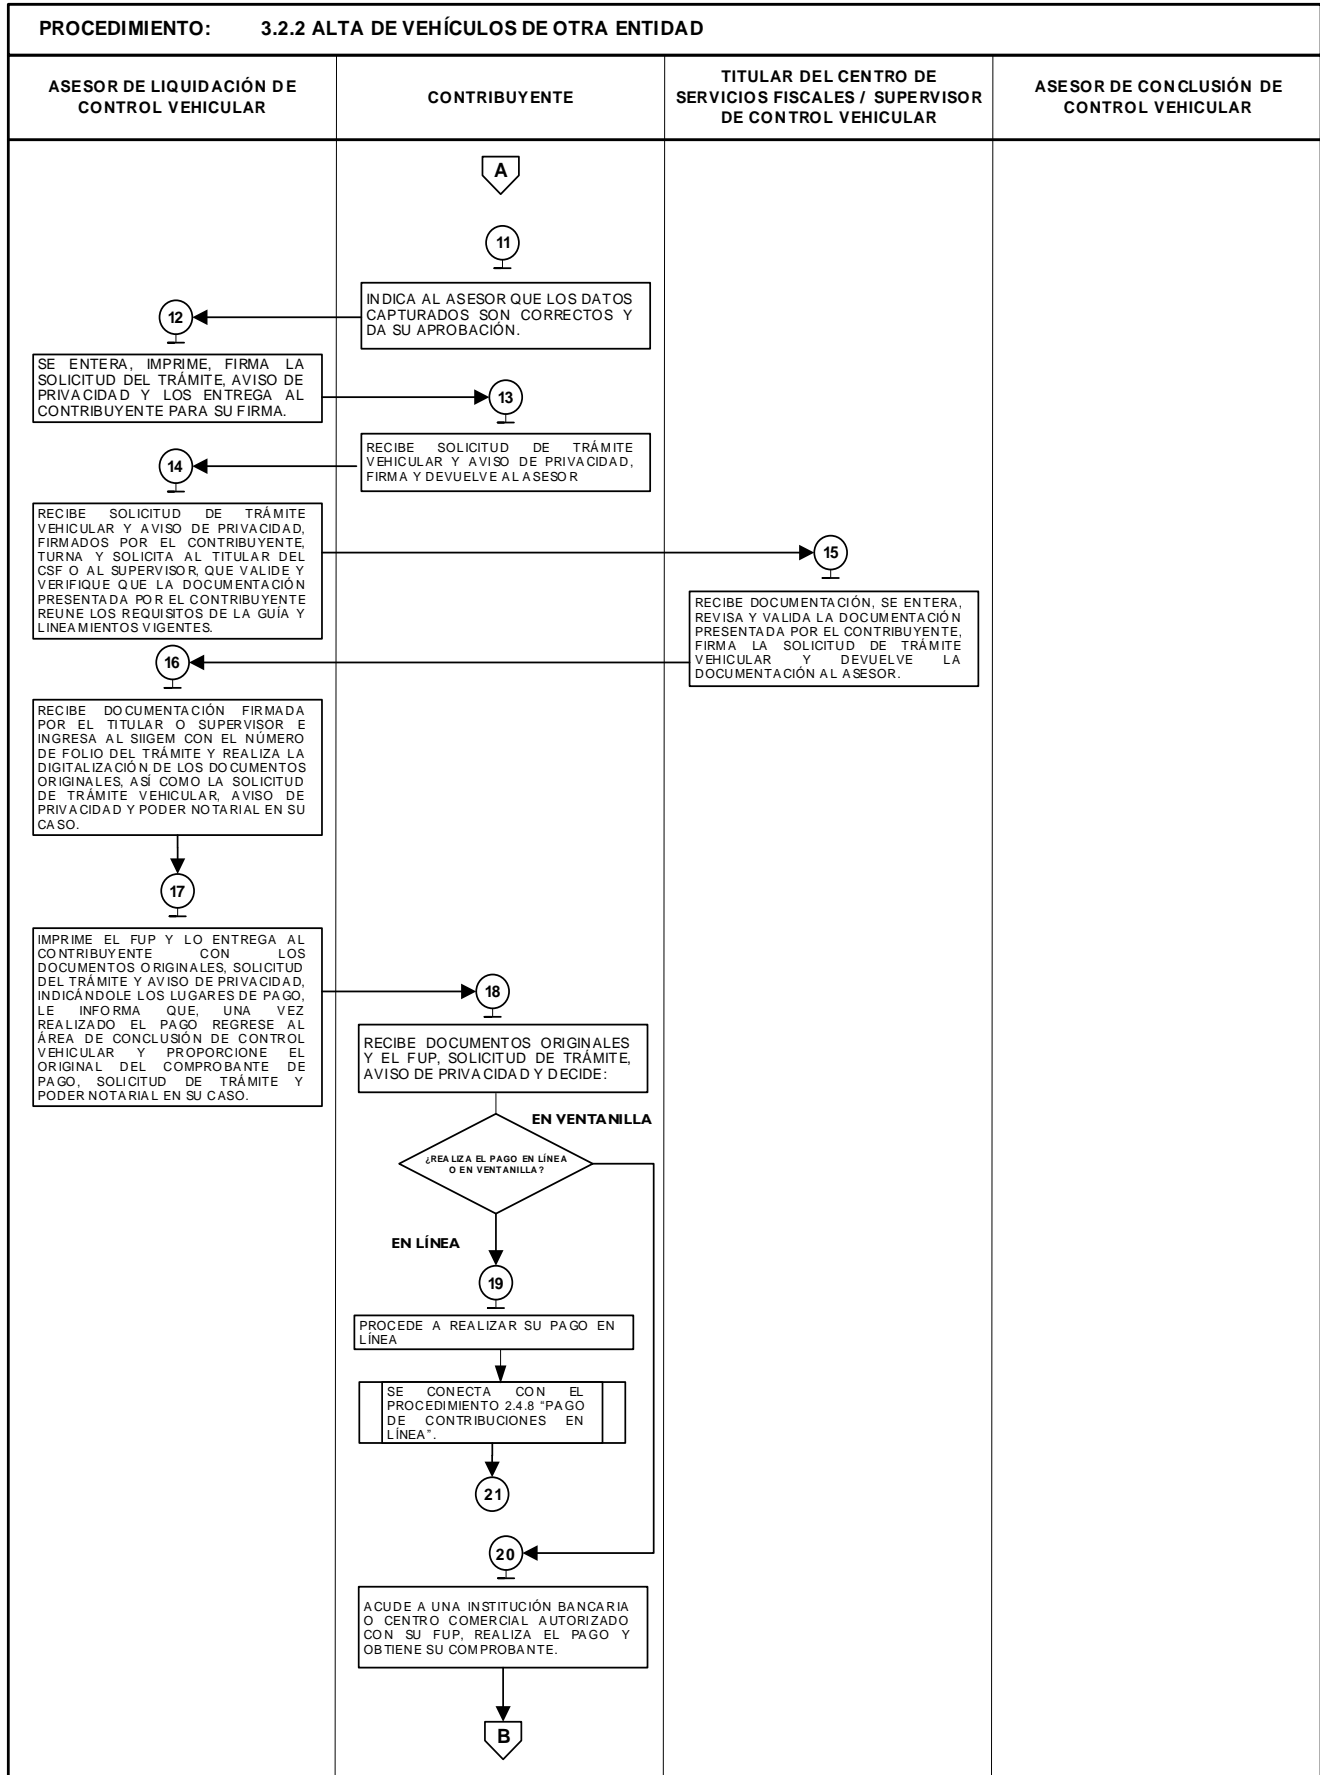 PROCEDIMIENTO: 3.2.2 ALTA DE VEHÍCULOS DE OTRA ENTIDAD
ASESOR DE LIQUIDACIÓN DE
CONTROL VEHICULAR
CONTRIBUYENTE
TITULAR DEL CENTRO DE
SERVICIOS FISCALES / SUPERVISOR
DE CONTROL VEHICULAR
ASESOR DE CONCLUSIÓN DE
CONTROL VEHICULAR
A
11
INDICA AL ASESOR QUE LOS DATOS
CAPTURADOS SON CORRECTOS Y
DA SU APROBACIÓN.
12
SE ENTERA, IMPRIME, FIRMA LA
SOLICITUD DEL TRÁMITE, AVISO DE
PRIVACIDAD Y LOS ENTREGA AL
CONTRIBUYENTE PARA SU FIRMA.
13
RECIBE SOLICITUD DE TRÁMITE
VEHICULAR Y AVISO DE PRIVACIDAD,
FIRMA Y DEVUELVE AL ASESOR
14
RECIBE SOLICITUD DE TRÁMITE
VEHICULAR Y AVISO DE PRIVACIDAD,
FIRMADOS POR EL CONTRIBUYENTE,
TURNA Y SOLICITA AL TITULAR DEL
CSF O AL SUPERVISOR, QUE VALIDE Y
VERIFIQUE QUE LA DOCUMENTACIÓN
PRESENTADA POR EL CONTRIBUYENTE
REUNE LOS REQUISITOS DE LA GUÍA Y
LINEAMIENTOS VIGENTES.
15
RECIBE DOCUMENTACIÓN, SE ENTERA,
REVISA Y VALIDA LA DOCUMENTACIÓN
PRESENTADA POR EL CONTRIBUYENTE,
FIRMA LA SOLICITUD DE TRÁMITE
VEHICULAR Y DEVUELVE LA
DOCUMENTACIÓN AL ASESOR.
16
RECIBE DOCUMENTACIÓN FIRMADA
POR EL TITULAR O SUPERVISOR E
INGRESA AL SIIGEM CON EL NÚMERO
DE FOLIO DEL TRÁMITE Y REALIZA LA
DIGITALIZACIÓN DE LOS DOCUMENTOS
ORIGINALES, ASÍ COMO LA SOLICITUD
DE TRÁMITE VEHICULAR, AVISO DE
PRIVACIDAD Y PODER NOTARIAL EN SU
CASO.
17
IMPRIME EL FUP Y LO ENTREGA AL
CONTRIBUYENTE CON LOS
DOCUMENTOS ORIGINALES, SOLICITUD
DEL TRÁMITE Y AVISO DE PRIVACIDAD,
INDICÁNDOLE LOS LUGARES DE PAGO,
LE INFORMA QUE, UNA VEZ
REALIZADO EL PAGO REGRESE AL
ÁREA DE CONCLUSIÓN DE CONTROL
VEHICULAR Y PROPORCIONE EL
ORIGINAL DEL COMPROBANTE DE
PAGO, SOLICITUD DE TRÁMITE Y
PODER NOTARIAL EN SU CASO.
18
RECIBE DOCUMENTOS ORIGINALES
Y EL FUP, SOLICITUD DE TRÁMITE,
AVISO DE PRIVACIDAD Y DECIDE:
EN VENTANILLA
¿REALIZA EL PAGO EN LÍNEA
O EN VENTANILLA?
EN LÍNEA
19
PROCEDE A REALIZAR SU PAGO EN
LÍNEA
SE CONECTA CON EL
PROCEDIMIENTO 2.4.8 "PAGO
DE CONTRIBUCIONES EN
LÍNEA".
21
20
ACUDE A UNA INSTITUCIÓN BANCARIA
O CENTRO COMERCIAL AUTORIZADO
CON SU FUP, REALIZA EL PAGO Y
OBTIENE SU COMPROBANTE.
B